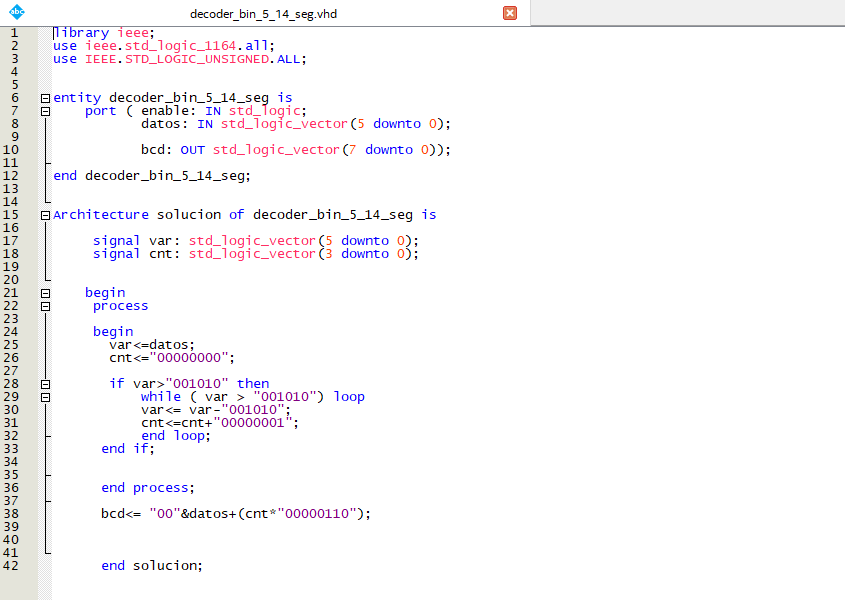 abc
decoder_bin_5_14_seg.vhd
1 library ieee;
2 use ieee.std_logic_1164.all;
3 use IEEE.STD_LOGIC_UNSIGNED.ALL;
4
5
6 entity decoder_bin_5_14_seg is
7 port ( enable: IN std_logic;
8 datos: IN std_logic_vector(5 downto 0);
9
10 bcd: OUT std_logic_vector(7 downto 0));
11
12 end decoder_bin_5_14_seg;
13
14
15 Architecture solucion of decoder_bin_5_14_seg is
16
17 signal var: std_logic_vector(5 downto 0);
18 signal cnt: std_logic_vector(3 downto 0);
19
20
21 begin
22 process
23
24 begin
25 var<=datos;
26 cnt<="00000000";
27
28 if var>"001010" then
29 while ( var > "001010") loop
30 var<= var-"001010";
31 cnt<=cnt+"00000001";
32 end loop;
33 end if;
34
35
36 end process;
37
38 bcd<= "00"&datos+(cnt*"00000110");
39
40
41
42 end solucion;